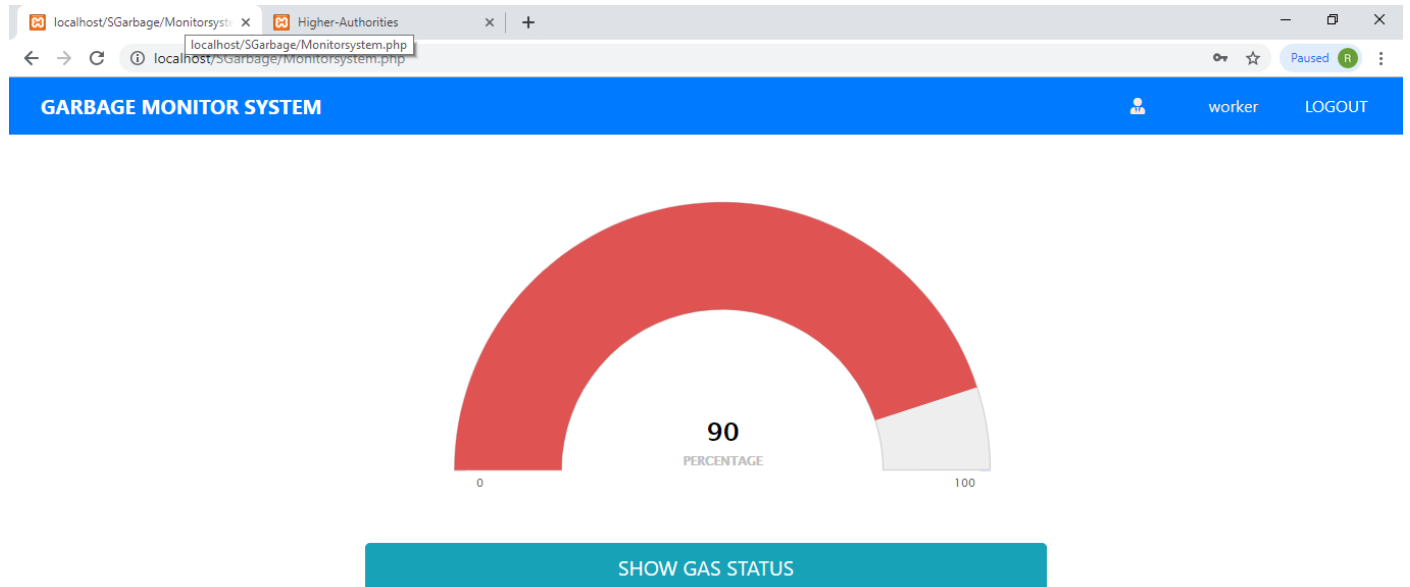 localhost/SGarbage/Monitorsyste
Higher-Authorities
localhost/SGarbage/Monitorsystem.php
localhost/SGarbage/Monitorsystem.php
Paused R
GARBAGE MONITOR SYSTEM
worker
LOGOUT
90
PERCENTAGE
0
100
SHOW GAS STATUS